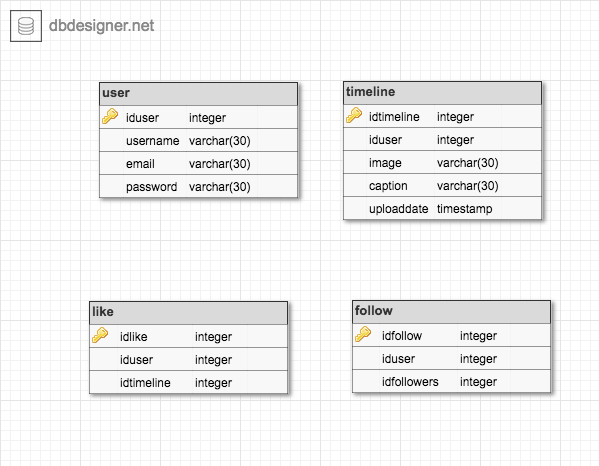 dbdesigner.net
user
iduser integer
username varchar(30)
email varchar(30)
password varchar(30)
timeline
idtimeline integer
iduser integer
image varchar(30)
caption varchar(30)
uploaddate timestamp
like
idlike integer
iduser integer
idtimeline integer
follow
idfollow integer
iduser integer
idfollowers integer